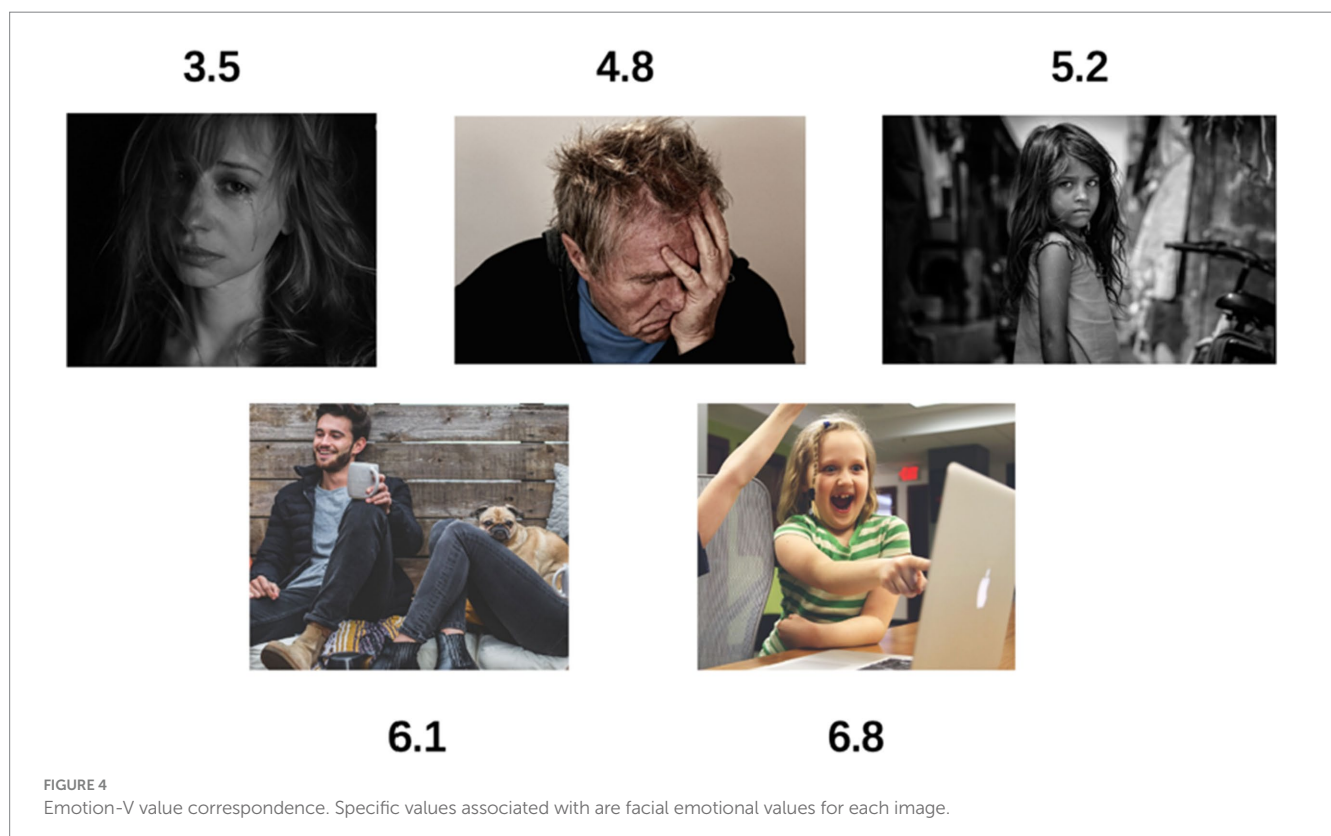 3.5
4.8
5.2
6.1
6.8
FIGURE 4
Emotion-V value correspondence. Specific values associated with are facial emotional values for each image.